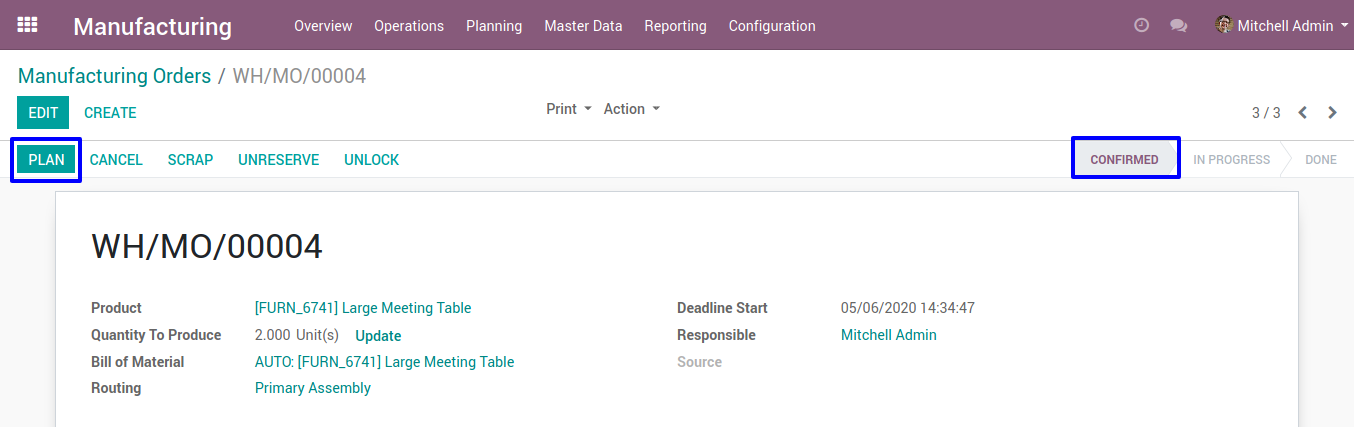 Manufacturing Overview Operations Planning Master Data Reporting Configuration Mitchell Admin
Manufacturing Orders / WH/MO/00004
EDIT CREATE Print Action 3 / 3
PLAN CANCEL SCRAP UNRESERVE UNLOCK CONFIRMED IN PROGRESS DONE
WH/MO/00004
Product [FURN_6741] Large Meeting Table Deadline Start 05/06/2020 14:34:47
Quantity To Produce 2.000 Unit(s) Update Responsible Mitchell Admin
Bill of Material AUTO: [FURN_6741] Large Meeting Table Source
Routing Primary Assembly